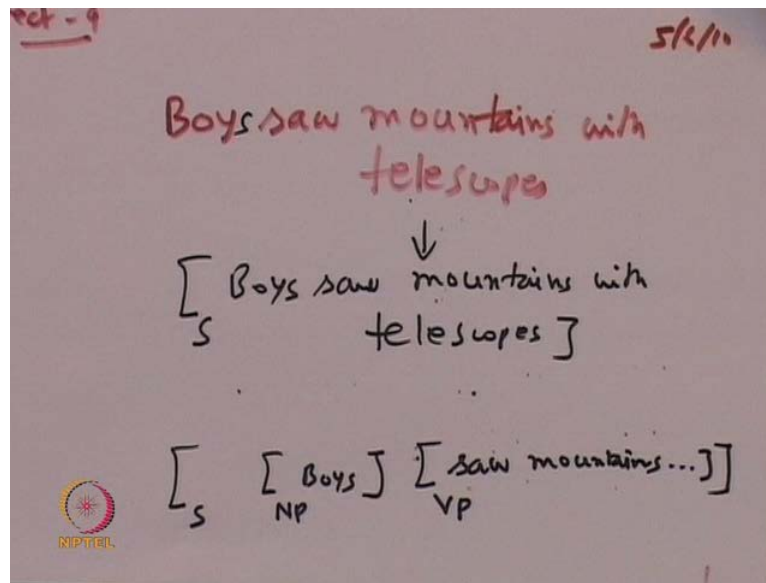 ect - 9
5/2/10
Boys saw mountains with
telescopes
↓
[ Boys saw mountains with
S telescopes ]
[ [ Boys ] [ saw mountains...]]
S NP VP
NPTEL